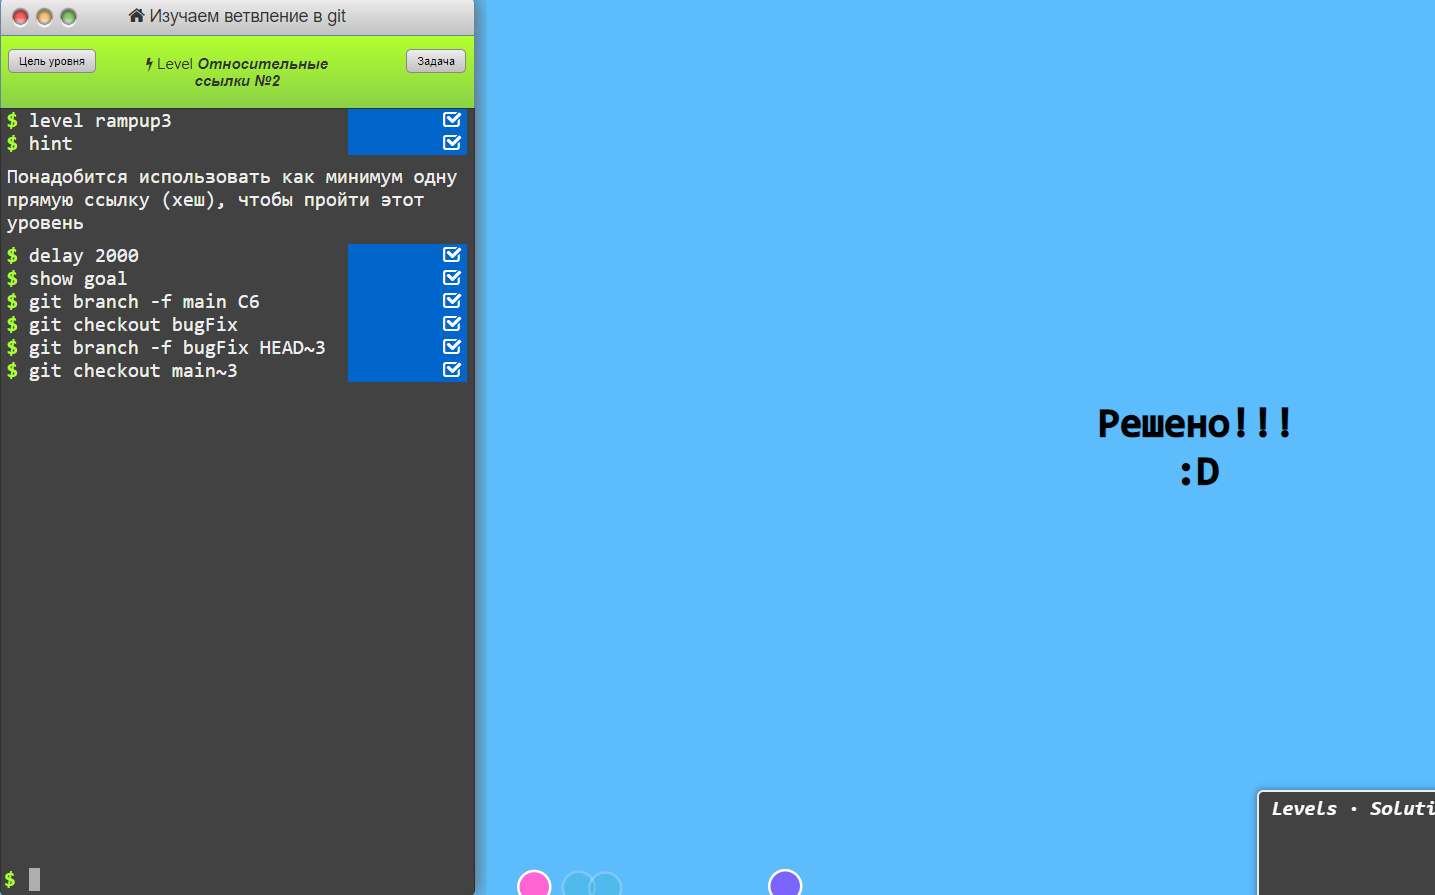 Изучаем ветвление в git
Цель уровня
Level Относительные
ссылки №2
Задача
$ level rampup3
$ hint
Понадобится использовать как минимум одну
прямую ссылку (хеш), чтобы пройти этот
уровень
$ delay 2000
$ show goal
$ git branch -f main C6
$ git checkout bugFix
$ git branch -f bugFix HEAD~3
$ git checkout main~3
$
Решено!!!
:D
Levels · Soluti